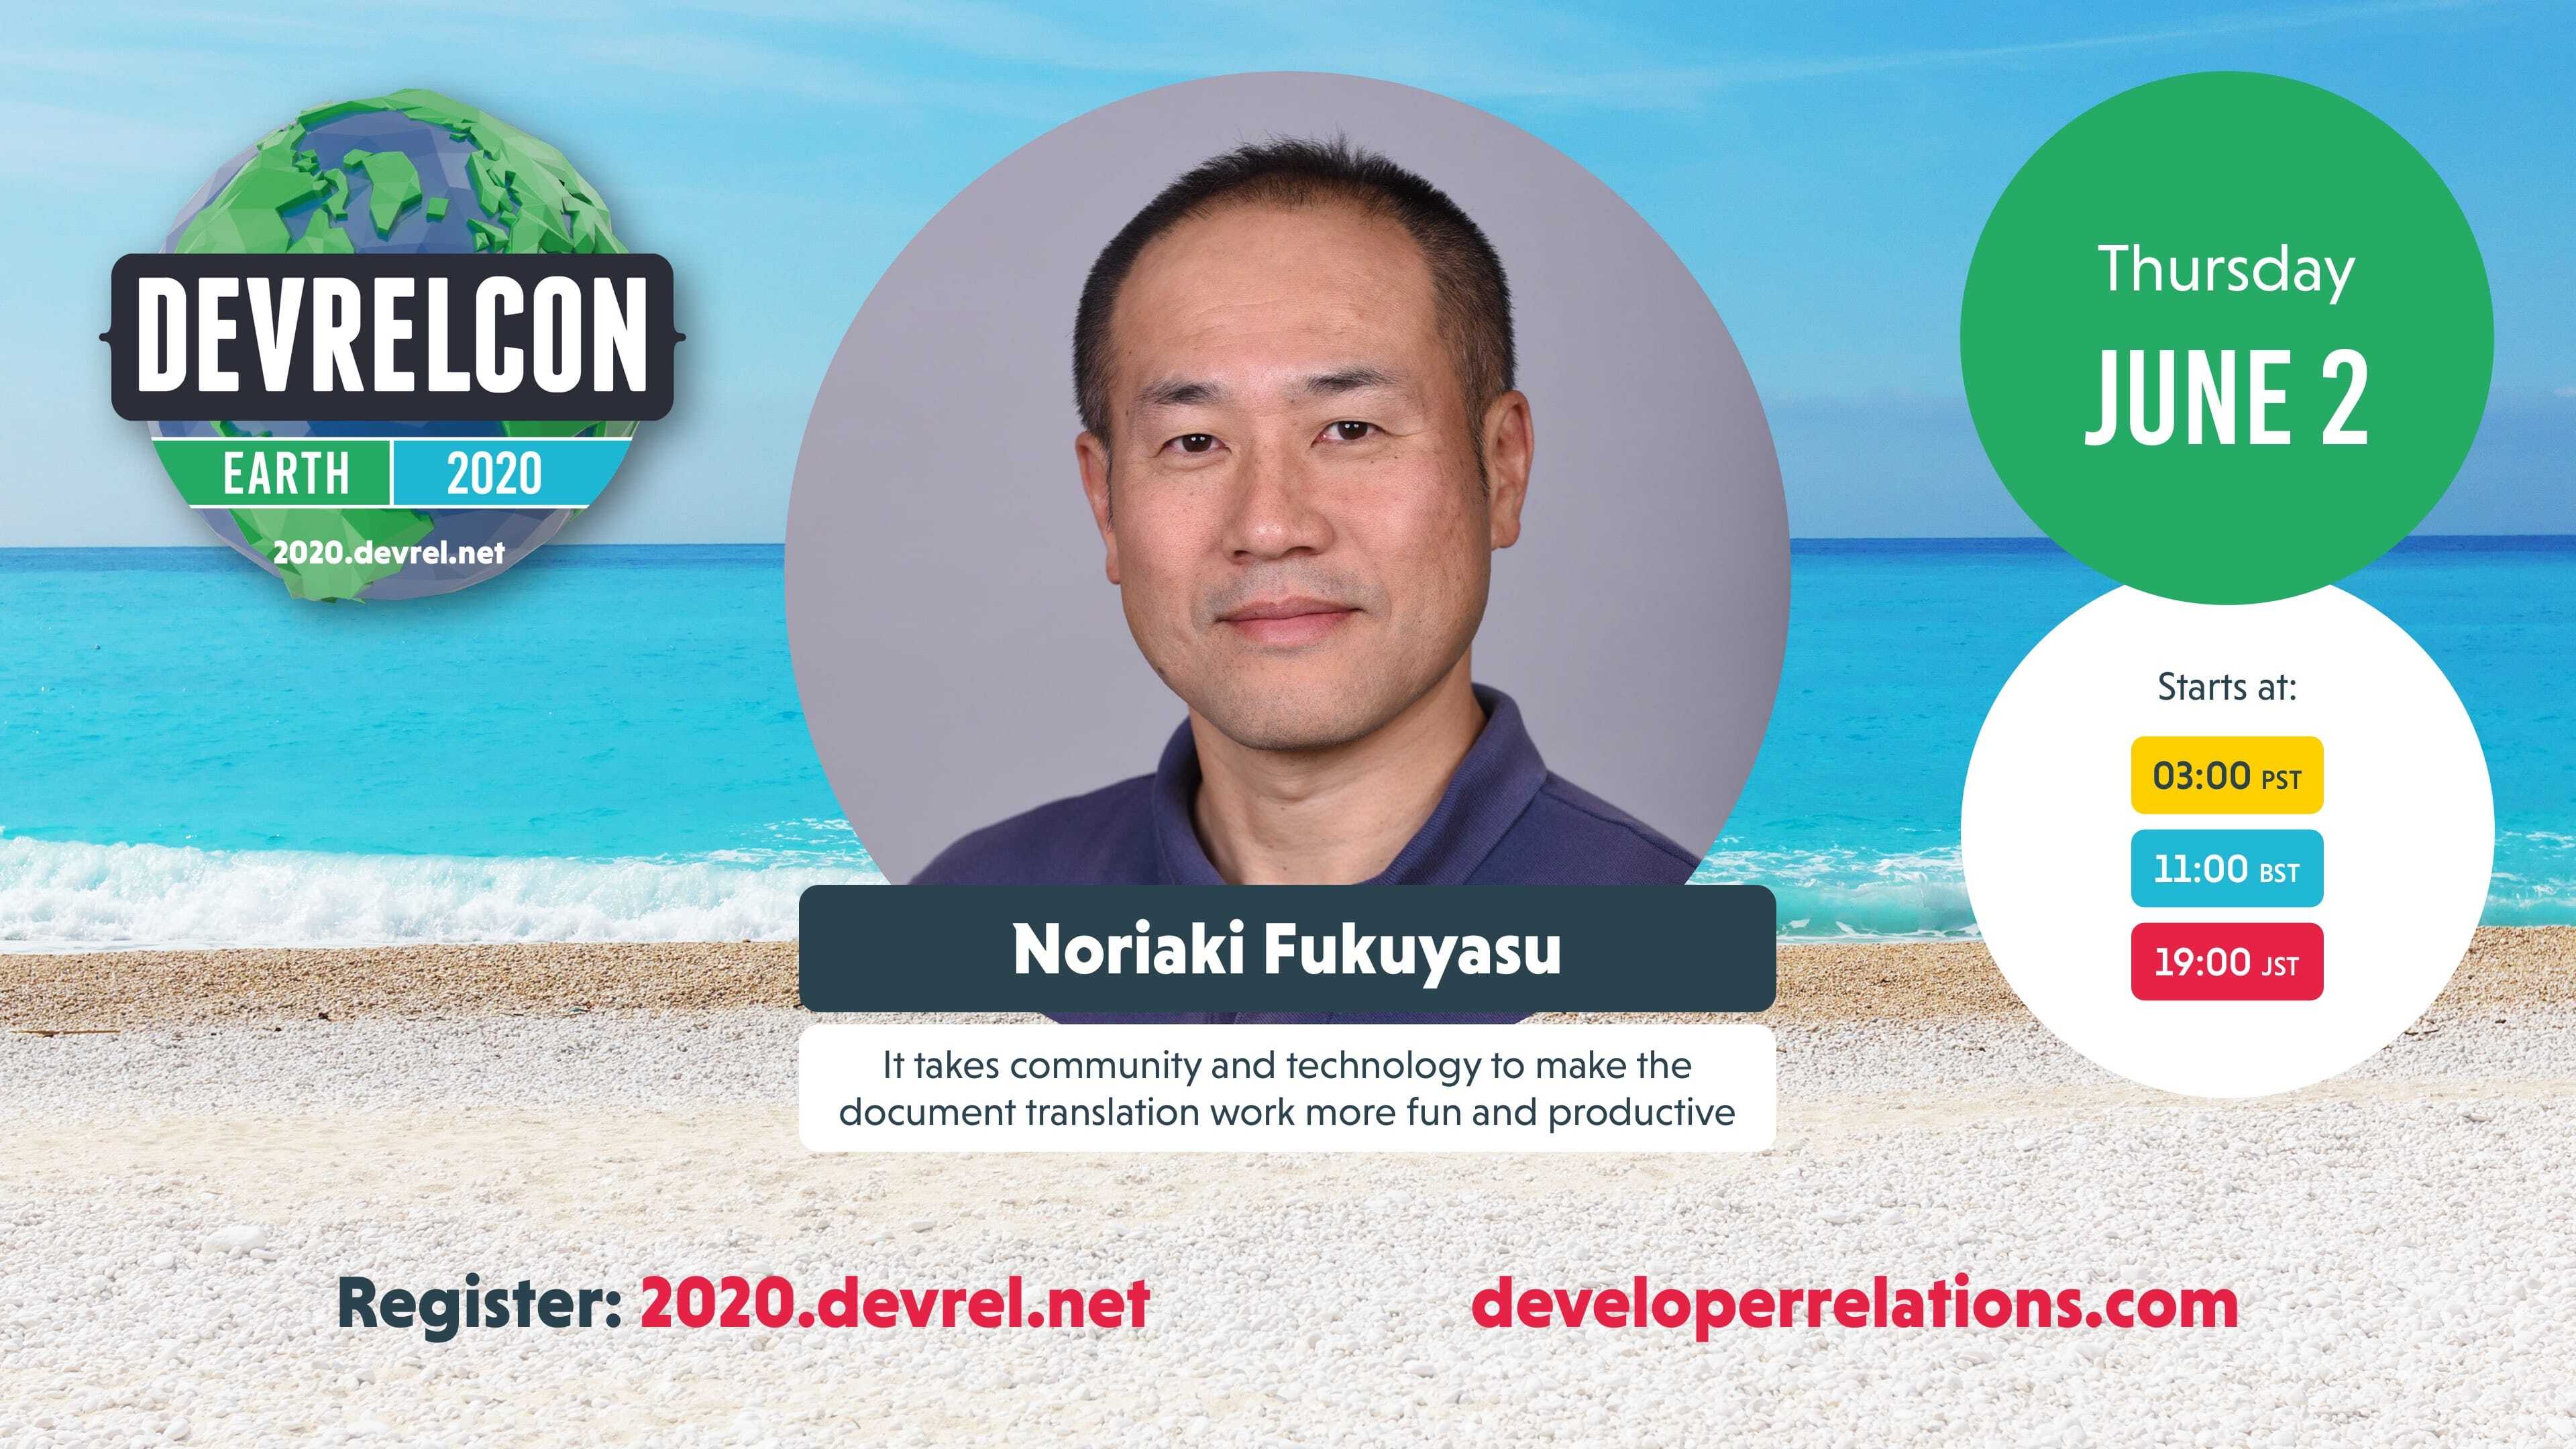 DEVRELCON
EARTH
2020
2020.devrel.net
Thursday
JUNE 2
Starts at:
03:00 PST
11:00 BST
19:00 JST
Noriaki Fukuyasu
It takes community and technology to make the
document translation work more fun and productive
Register: 2020.devrel.net
developerrelations.com